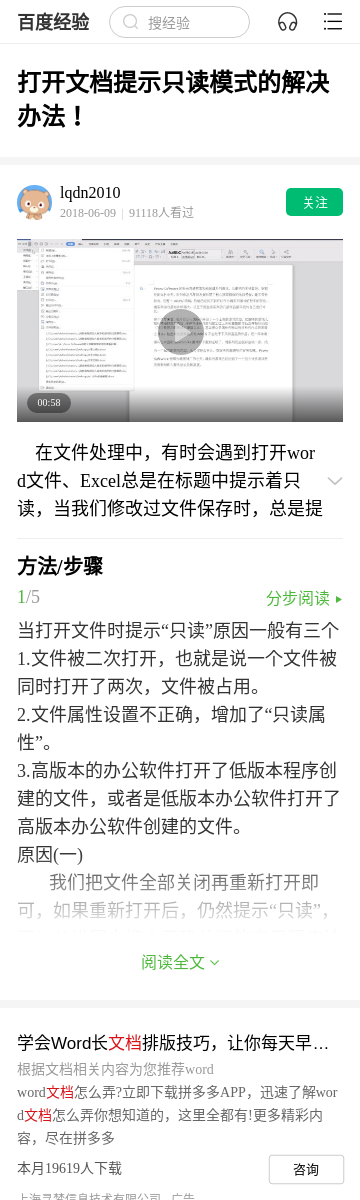 百度经验
搜经验
打开文档提示只读模式的解决
办法！
lqdn2010
2018-06-09 | 91118人看过
关注
00:58
在文件处理中，有时会遇到打开wor
d文件、Excel总是在标题中提示着只
读，当我们修改过文件保存时，总是提
方法/步骤
1/5
分步阅读
当打开文件时提示“只读”原因一般有三个
1.文件被二次打开，也就是说一个文件被
同时打开了两次，文件被占用。
2.文件属性设置不正确，增加了“只读属
性”。
3.高版本的办公软件打开了低版本程序创
建的文件，或者是低版本办公软件打开了
高版本办公软件创建的文件。
原因(一)
我们把文件全部关闭再重新打开即
可，如果重新打开后，仍然提示“只读”，
阅读全文
学会Word长文档排版技巧，让你每天早…
根据文档相关内容为您推荐word
word文档怎么弄?立即下载拼多多APP，迅速了解wor
d文档怎么弄你想知道的，这里全都有!更多精彩内
容，尽在拼多多
本月19619人下载
咨询
上海寻梦信息技术有限公司 广告